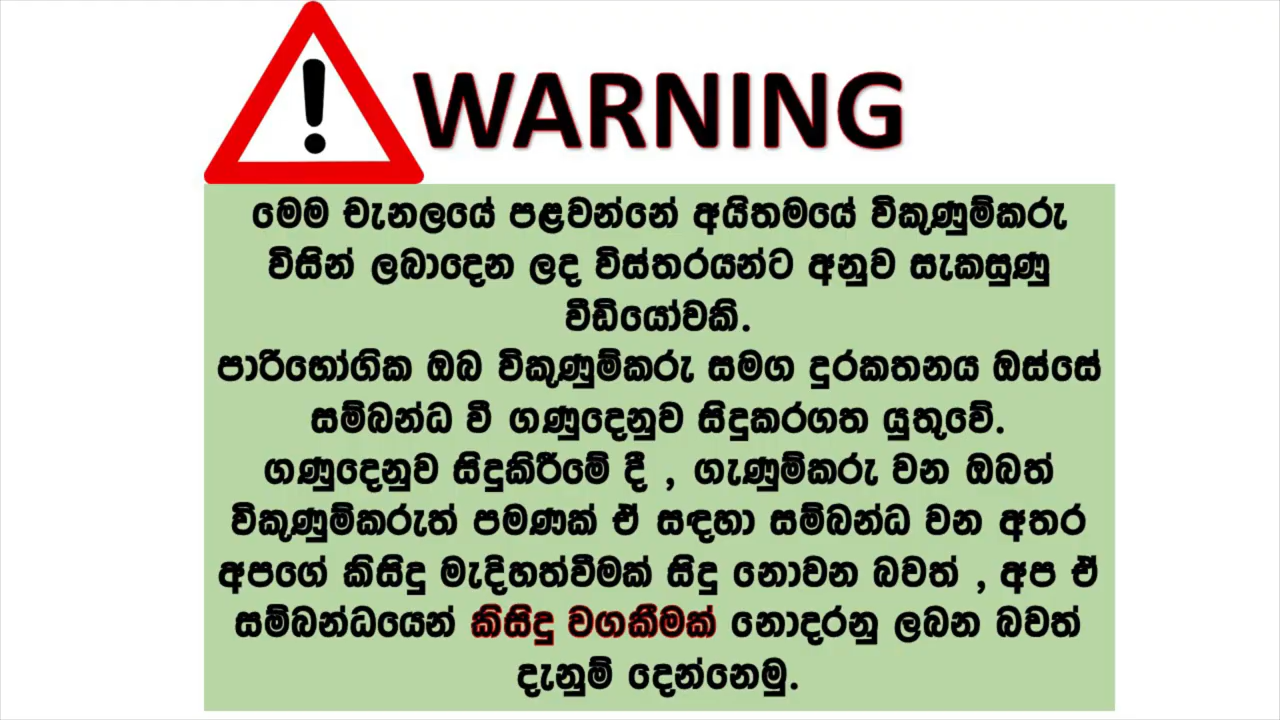 WARNING
මෙම චැනලයේ පළවන්නේ අයිතමයේ විකුණුම්කරු
විසින් ලබාදෙන ලද විස්තරයන්ට අනුව සැකසුණු
වීඩියෝවකි.
පාරිභෝගික ඔබ විකුණුම්කරු සමග දුරකතනය ඔස්සේ
සම්බන්ධ වී ගණුදෙනුව සිදුකරගත යුතුවේ.
ගණුදෙනුව සිදුකිරීමේ දී , ගැණුම්කරු වන ඔබත්
විකුණුම්කරුත් පමණක් ඒ සඳහා සම්බන්ධ වන අතර
අපගේ කිසිදු මැදිහත්වීමක් සිදු නොවන බවත් , අප ඒ
සම්බන්ධයෙන් කිසිදු වගකීමක් නොදරනු ලබන බවත්
දැනුම් දෙන්නෙමු.